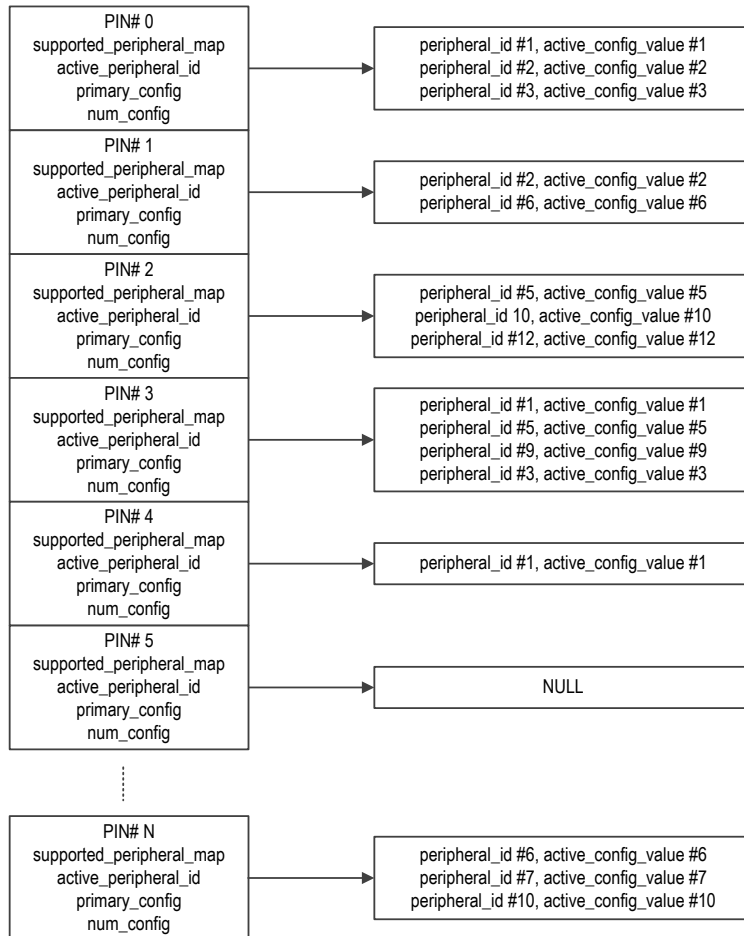 PIN# 0
supported_peripheral_map
active_peripheral_id
primary_config
num_config
peripheral_id #1, active_config_value #1
peripheral_id #2, active_config_value #2
peripheral_id #3, active_config_value #3
PIN# 1
supported_peripheral_map
active_peripheral_id
primary_config
num_config
peripheral_id #2, active_config_value #2
peripheral_id #6, active_config_value #6
PIN# 2
supported_peripheral_map
active_peripheral_id
primary_config
num_config
peripheral_id #5, active_config_value #5
peripheral_id 10, active_config_value #10
peripheral_id #12, active_config_value #12
PIN# 3
supported_peripheral_map
active_peripheral_id
primary_config
num_config
peripheral_id #1, active_config_value #1
peripheral_id #5, active_config_value #5
peripheral_id #9, active_config_value #9
peripheral_id #3, active_config_value #3
PIN# 4
supported_peripheral_map
active_peripheral_id
primary_config
num_config
peripheral_id #1, active_config_value #1
PIN# 5
supported_peripheral_map
active_peripheral_id
primary_config
num_config
NULL
PIN# N
supported_peripheral_map
active_peripheral_id
primary_config
num_config
peripheral_id #6, active_config_value #6
peripheral_id #7, active_config_value #7
peripheral_id #10, active_config_value #10